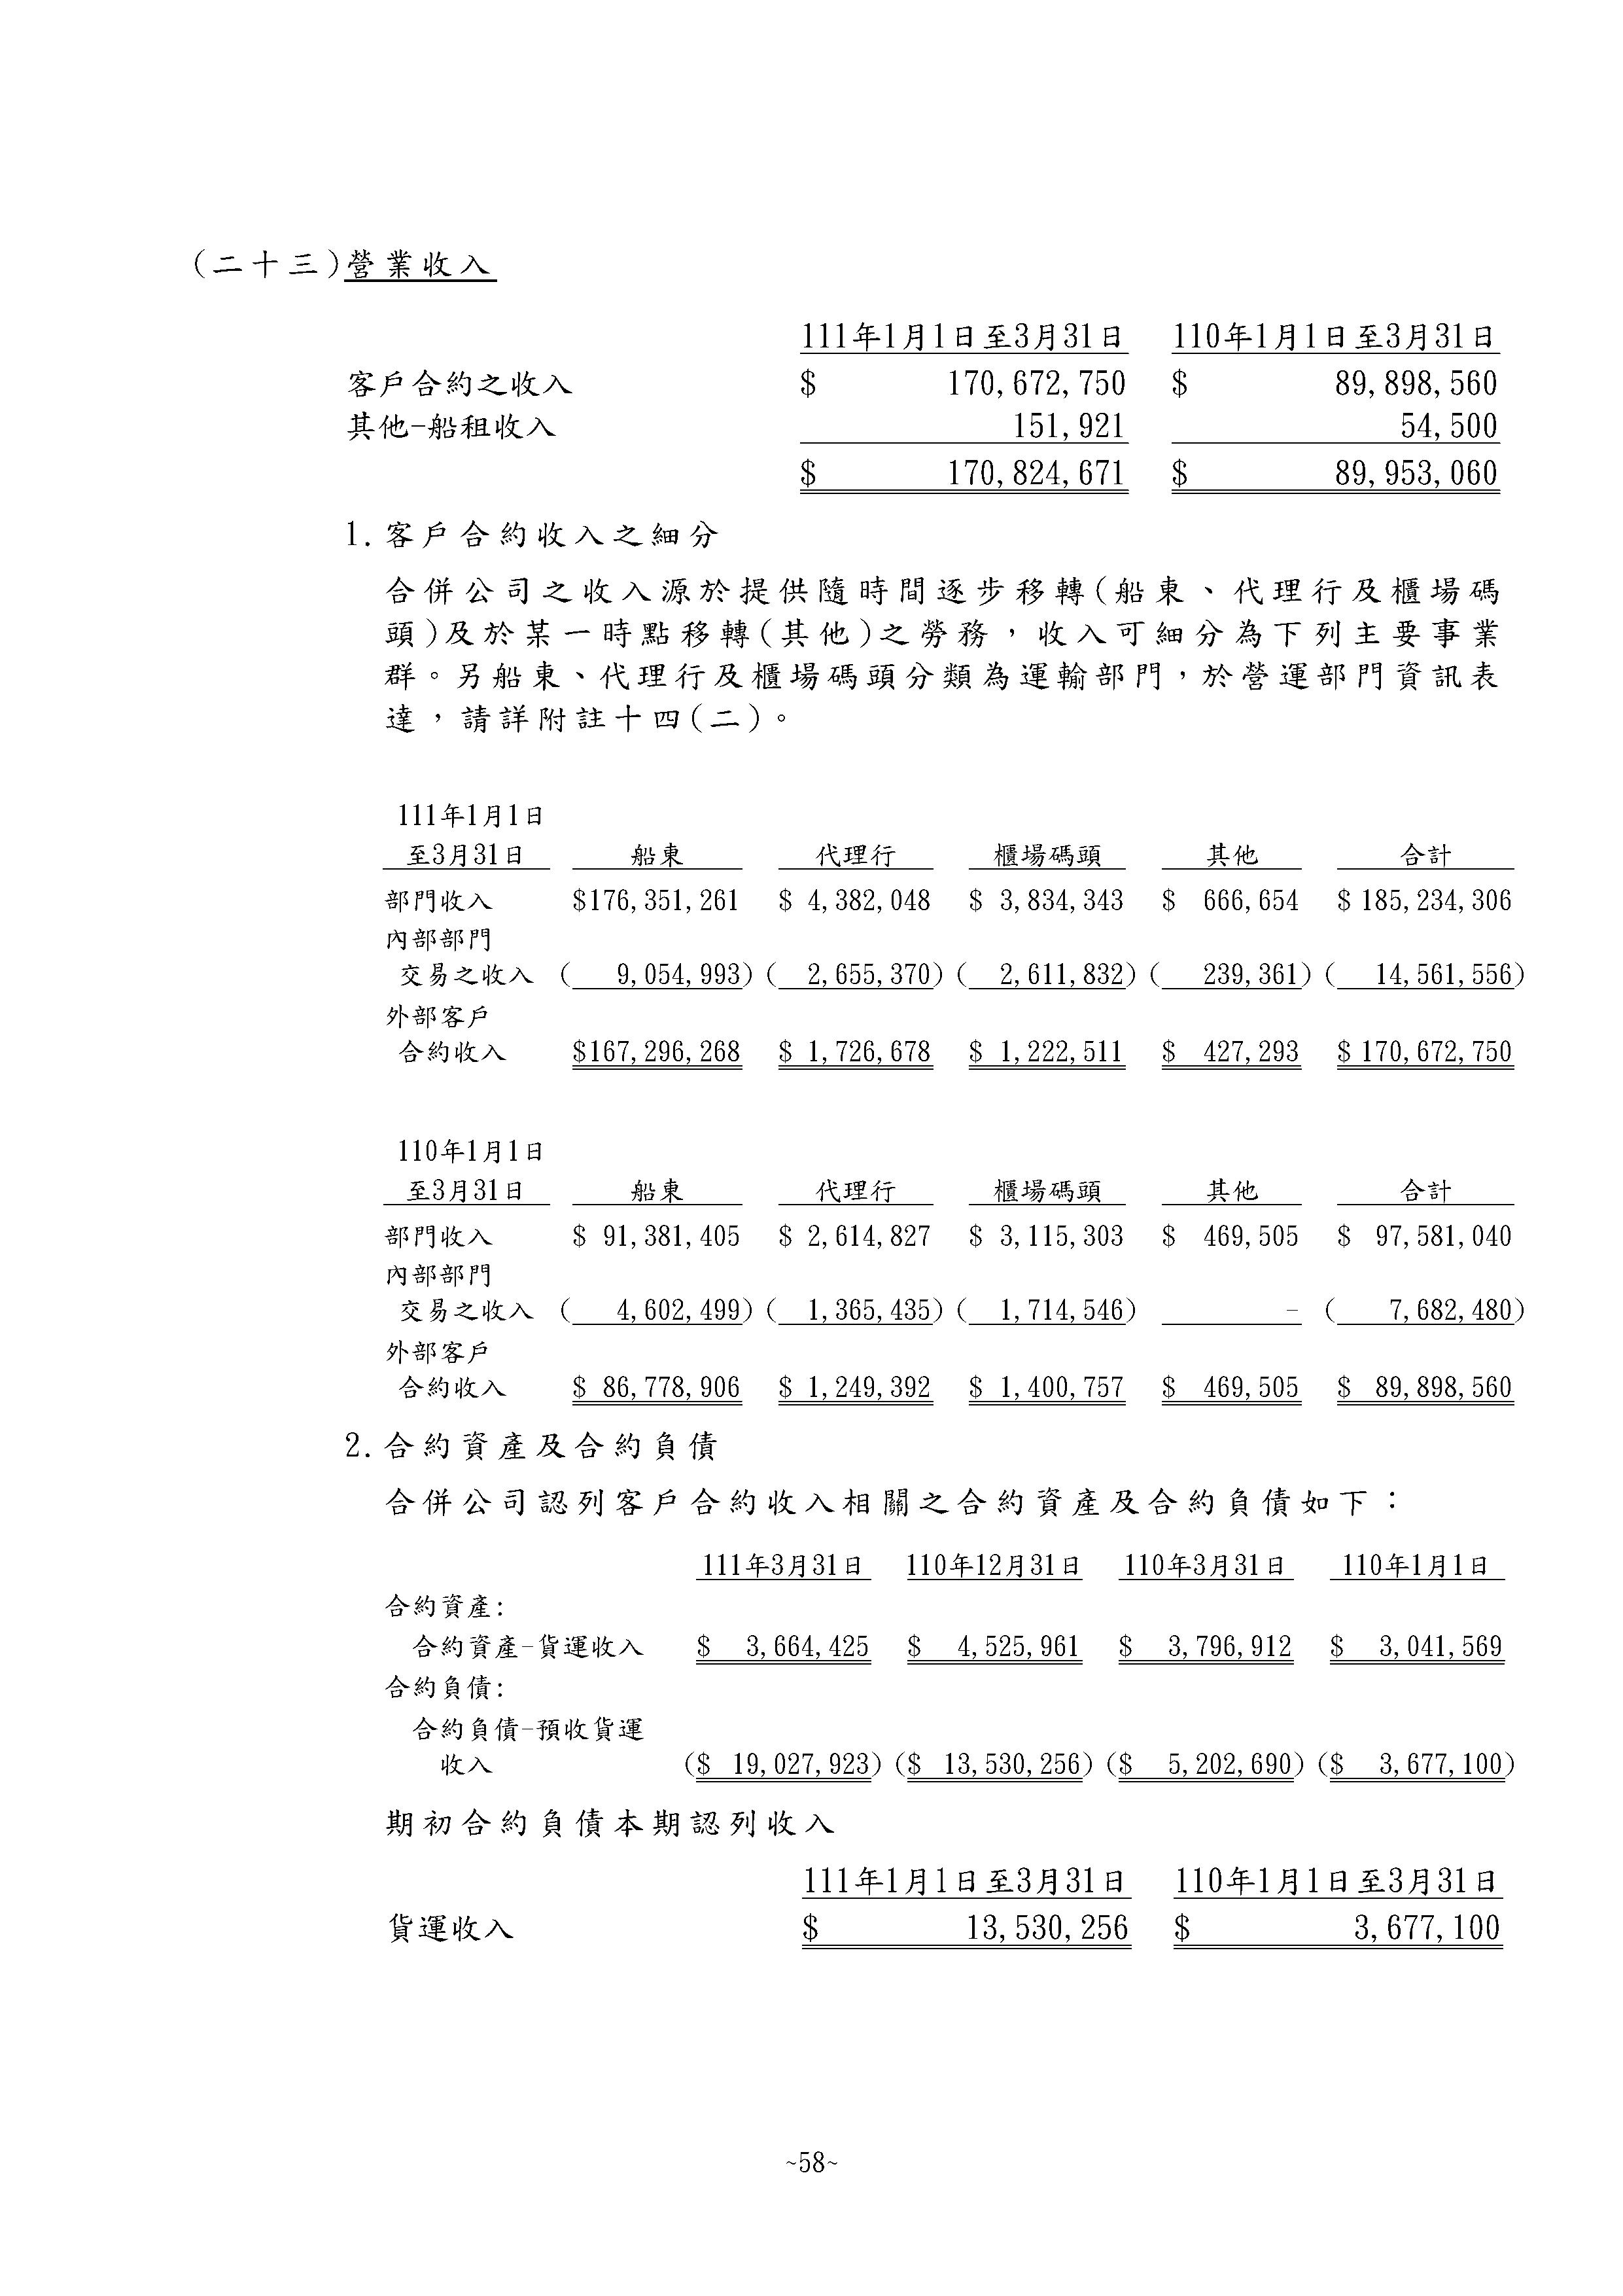 (二十三)營業收入
111年1月1日至3月31日 110年1月1日至3月31日
客戶合約之收入 $ 170,672,750 $ 89,898,560
其他-船租收入 151,921 54,500
$ 170,824,671 $ 89,953,060
1.客戶合約收入之細分
合併公司之收入源於提供隨時間逐步移轉(船東、代理行及櫃場碼
頭)及於某一時點移轉(其他)之勞務，收入可細分為下列主要事業
群。另船東、代理行及櫃場碼頭分類為運輸部門，於營運部門資訊表
達，請詳附註十四(二)。
111年1月1日
至3月31日 船東 代理行 櫃場碼頭 其他 合計
部門收入 $176,351,261 $ 4,382,048 $ 3,834,343 $ 666,654 $ 185,234,306
內部部門
交易之收入 ( 9,054,993) ( 2,655,370) ( 2,611,832) ( 239,361) ( 14,561,556)
外部客戶
合約收入 $167,296,268 $ 1,726,678 $ 1,222,511 $ 427,293 $ 170,672,750
110年1月1日
至3月31日 船東 代理行 櫃場碼頭 其他 合計
部門收入 $ 91,381,405 $ 2,614,827 $ 3,115,303 $ 469,505 $ 97,581,040
內部部門
交易之收入 ( 4,602,499) ( 1,365,435) ( 1,714,546) - ( 7,682,480)
外部客戶
合約收入 $ 86,778,906 $ 1,249,392 $ 1,400,757 $ 469,505 $ 89,898,560
2.合約資產及合約負債
合併公司認列客戶合約收入相關之合約資產及合約負債如下：
111年3月31日 110年12月31日 110年3月31日 110年1月1日
合約資產:
合約資產-貨運收入 $ 3,664,425 $ 4,525,961 $ 3,796,912 $ 3,041,569
合約負債:
合約負債-預收貨運
收入 ($ 19,027,923) ($ 13,530,256) ($ 5,202,690) ($ 3,677,100)
期初合約負債本期認列收入
111年1月1日至3月31日 110年1月1日至3月31日
貨運收入 $ 13,530,256 $ 3,677,100
~58~